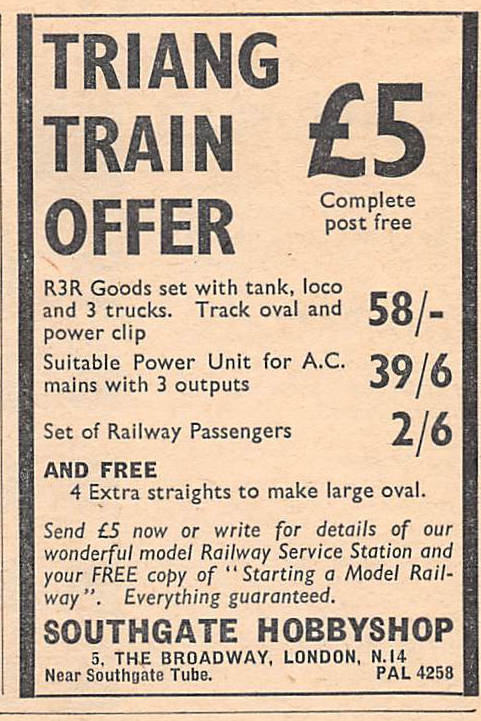 TRIANG
TRAIN
OFFER
£5
Complete
post free
R3R Goods set with tank, loco
and 3 trucks. Track oval and
power clip
58/-
Suitable Power Unit for A.C.
mains with 3 outputs
39/6
Set of Railway Passengers
2/6
AND FREE
4 Extra straights to make large oval.
Send £5 now or write for details of our
wonderful model Railway Service Station and
your FREE copy of "Starting a Model Rail-
way". Everything guaranteed.
SOUTHGATE HOBBYSHOP
5, THE BROADWAY, LONDON, N.14
Near Southgate Tube. PAL 4258